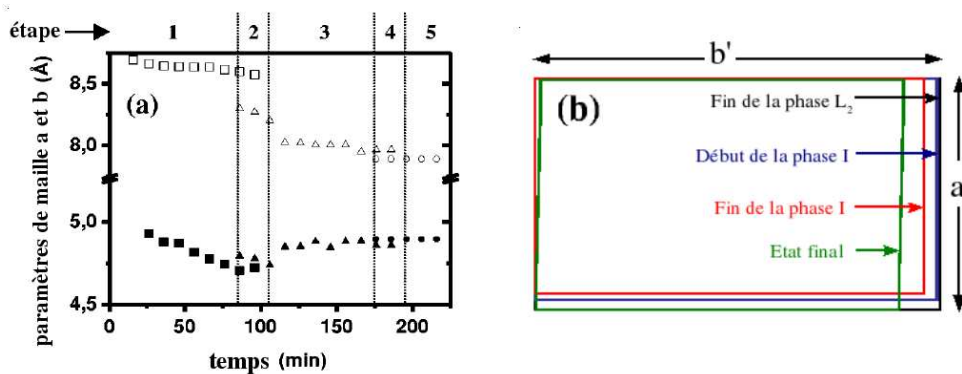 étape
1 2 3 4 5
paramètres de maille a et b (Å)
8,5
8,0
5,0
4,5
(a)
0 50 100 150 200
temps (min)
b'
(b)
Fin de la phase L₂
Début de la phase I
Fin de la phase I
Etat final
a